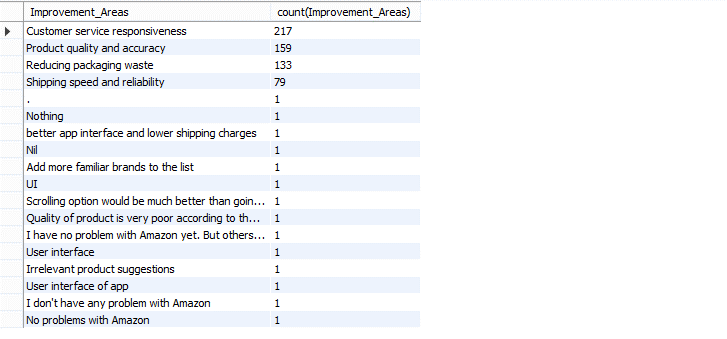 Improvement_Areas count(Improvement_Areas)
Customer service responsiveness 217
Product quality and accuracy 159
Reducing packaging waste 133
Shipping speed and reliability 79
. 1
Nothing 1
better app interface and lower shipping charges 1
Nil 1
Add more familiar brands to the list 1
UI 1
Scrolling option would be much better than goin... 1
Quality of product is very poor according to th... 1
I have no problem with Amazon yet. But others... 1
User interface 1
Irrelevant product suggestions 1
User interface of app 1
I don't have any problem with Amazon 1
No problems with Amazon 1